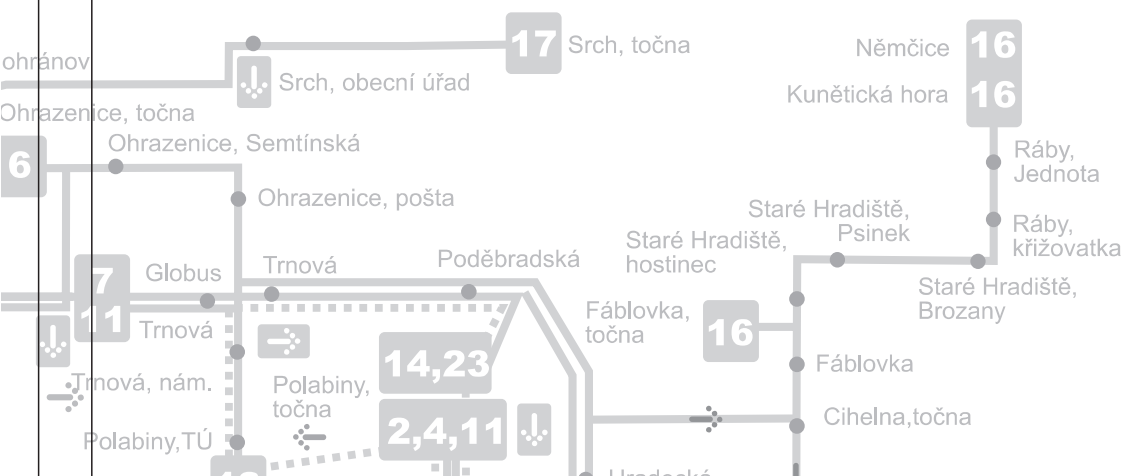 17
Srch, točna
Němčice
16
ohránov
Srch, obecní úřad
Kunětická hora
16
Ohrazenice, točna
Ohrazenice, Semtínská
6
Ráby,
Jednota
Ohrazenice, pošta
Staré Hradiště,
Psinek
Ráby,
křižovatka
Staré Hradiště,
hostinec
Poděbradská
Trnová
Globus
7
11
Staré Hradiště,
Brozany
Fáblovka,
točna
16
Trnová
14,23
Fáblovka
Trnová, nám.
Polabiny,
točna
2,4,11
Cihelna,točna
Polabiny,TÚ